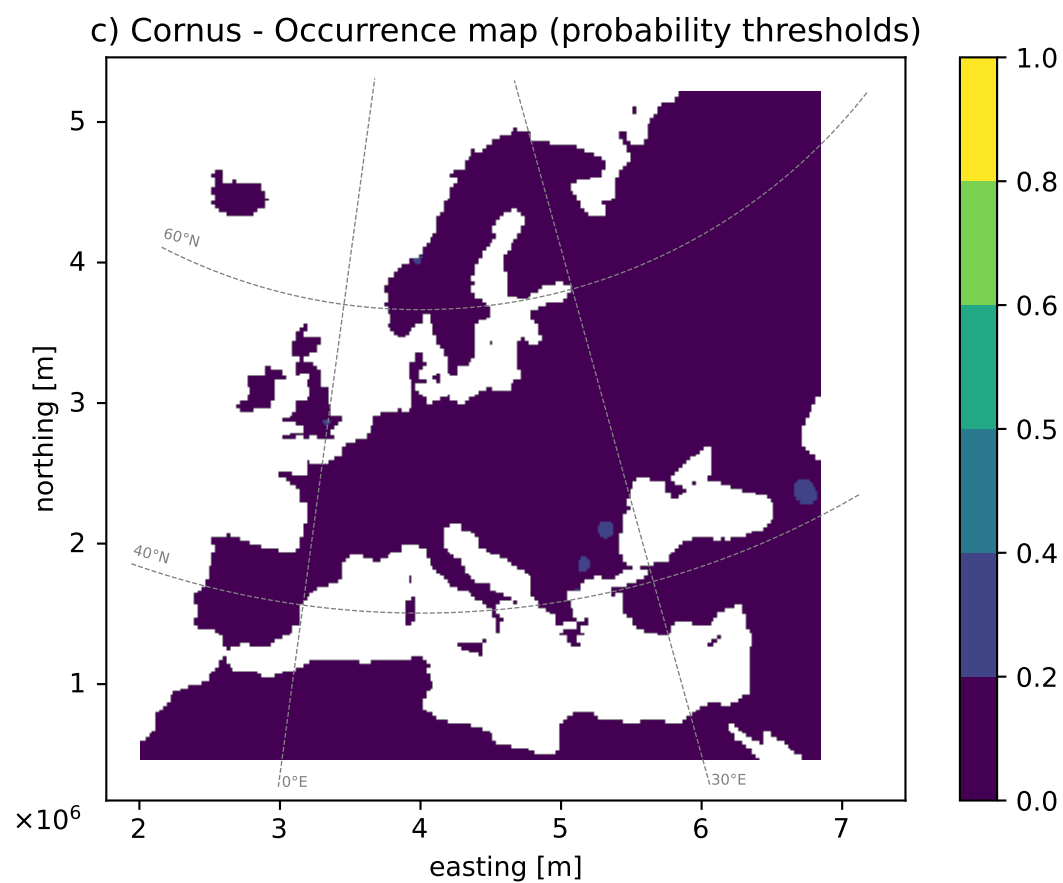 c) Cornus - Occurrence map (probability thresholds)
1.0
0.8
0.6
0.5
0.4
0.2
0.0
northing [m]
5
4
3
2
1
60°N
40°N
0°E
30°E
×10⁶
2 3 4 5 6 7
easting [m]